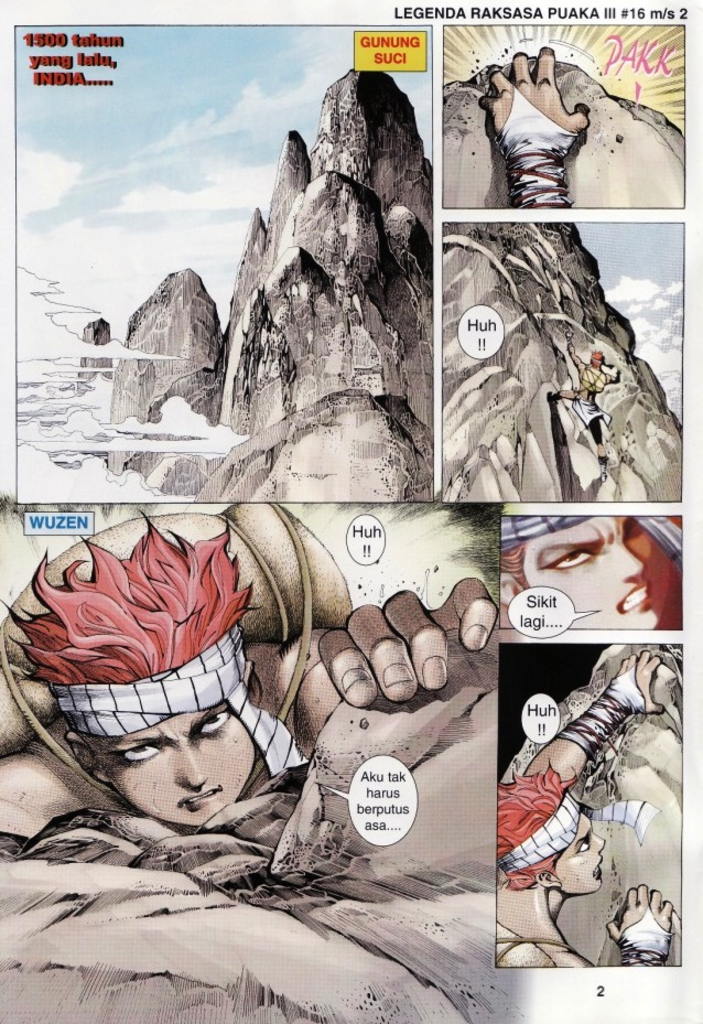 LEGENDA RAKSASA PUAKA III #16 m/s 2
1500 tahun
yang lalu,
INDIA.....
GUNUNG
SUCI
PAKK
!
Huh
!!
WUZEN
Huh
!!
Aku tak
harus
berputus
asa....
Sikit
lagi....
Huh
!!
2